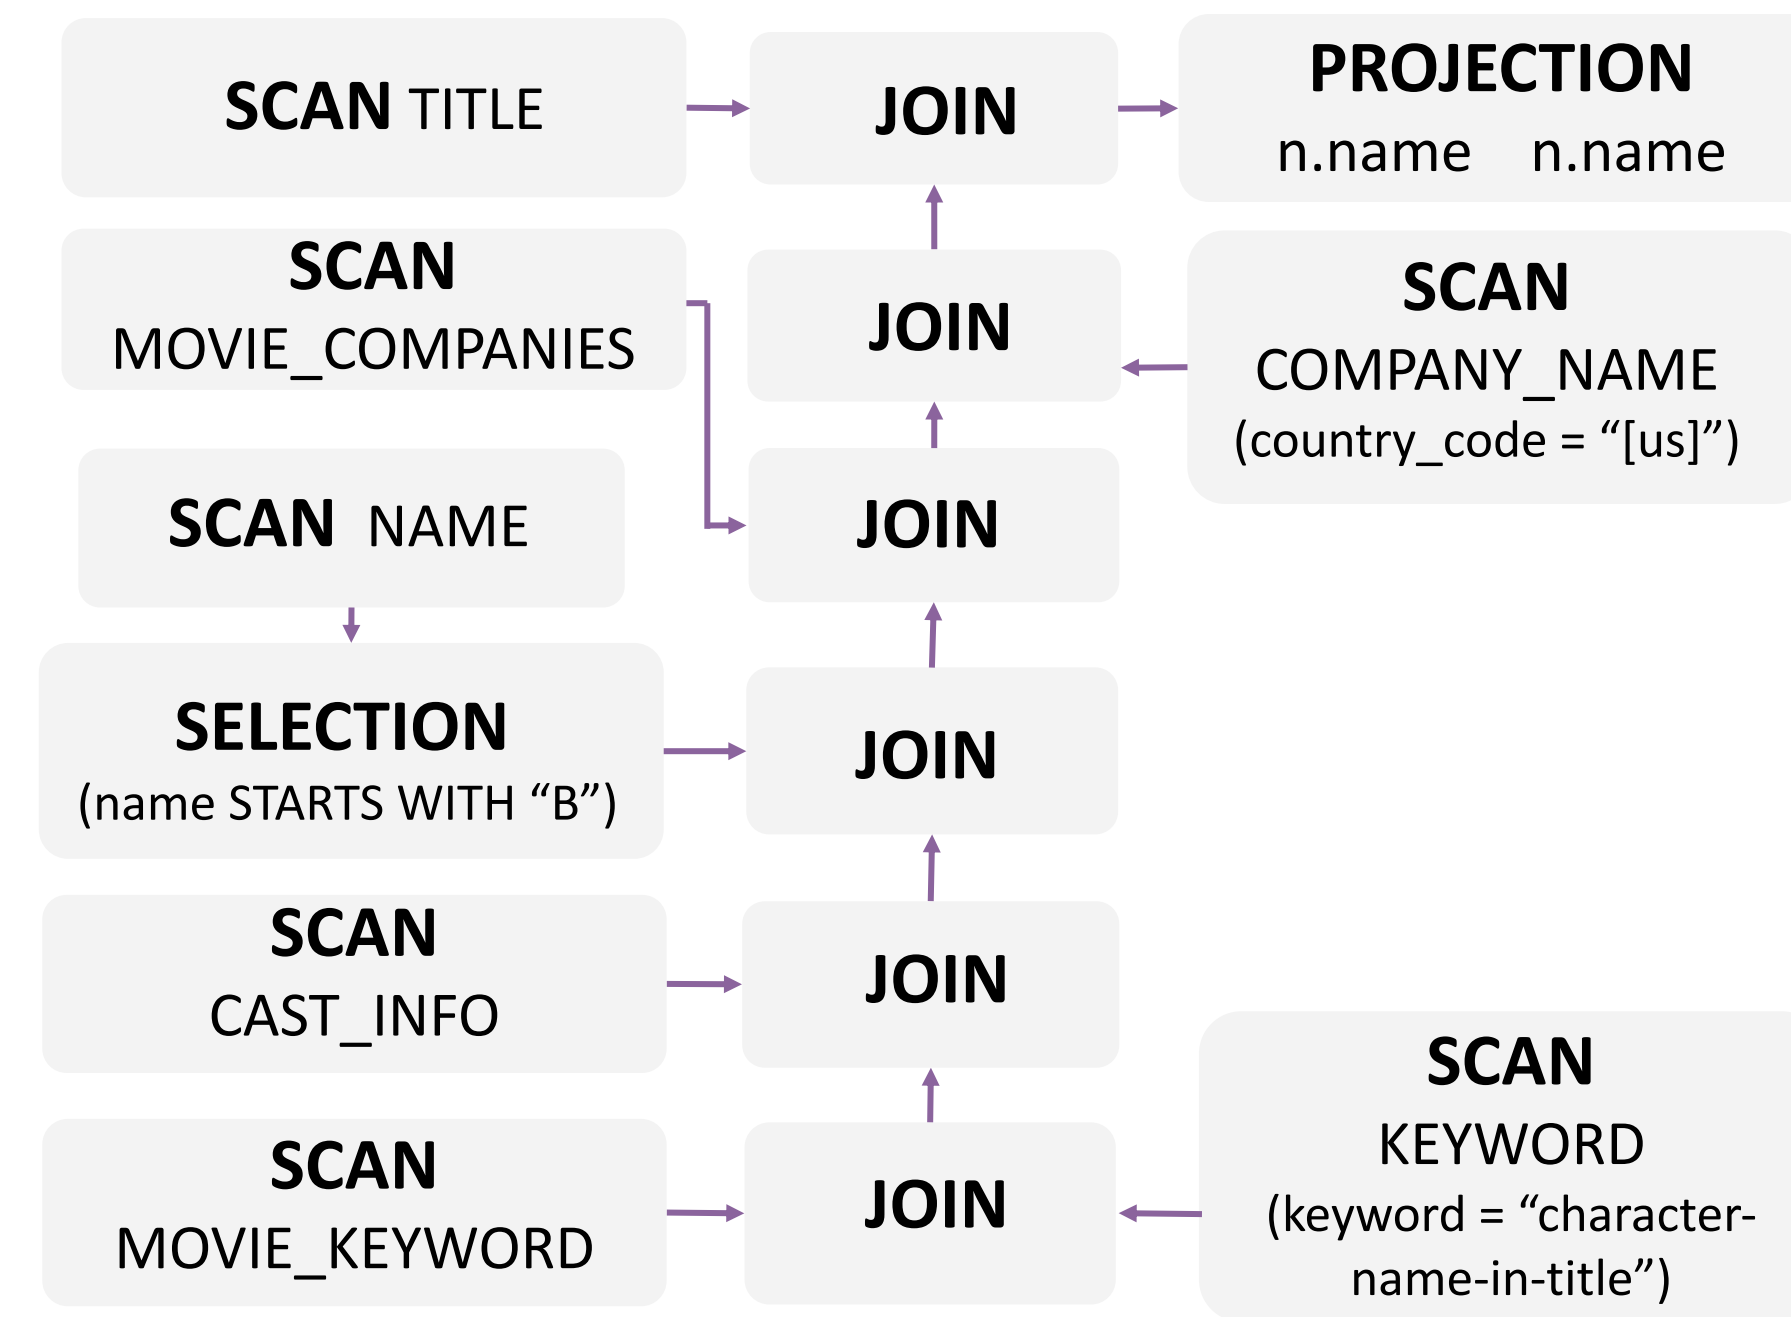 SCAN TITLE
JOIN
PROJECTION
n.name n.name
SCAN
MOVIE_COMPANIES
JOIN
SCAN
COMPANY_NAME
(country_code = “[us]”)
SCAN NAME
JOIN
SELECTION
(name STARTS WITH “B”)
JOIN
SCAN
CAST_INFO
JOIN
SCAN
MOVIE_KEYWORD
JOIN
SCAN
KEYWORD
(keyword = “character-
name-in-title”)